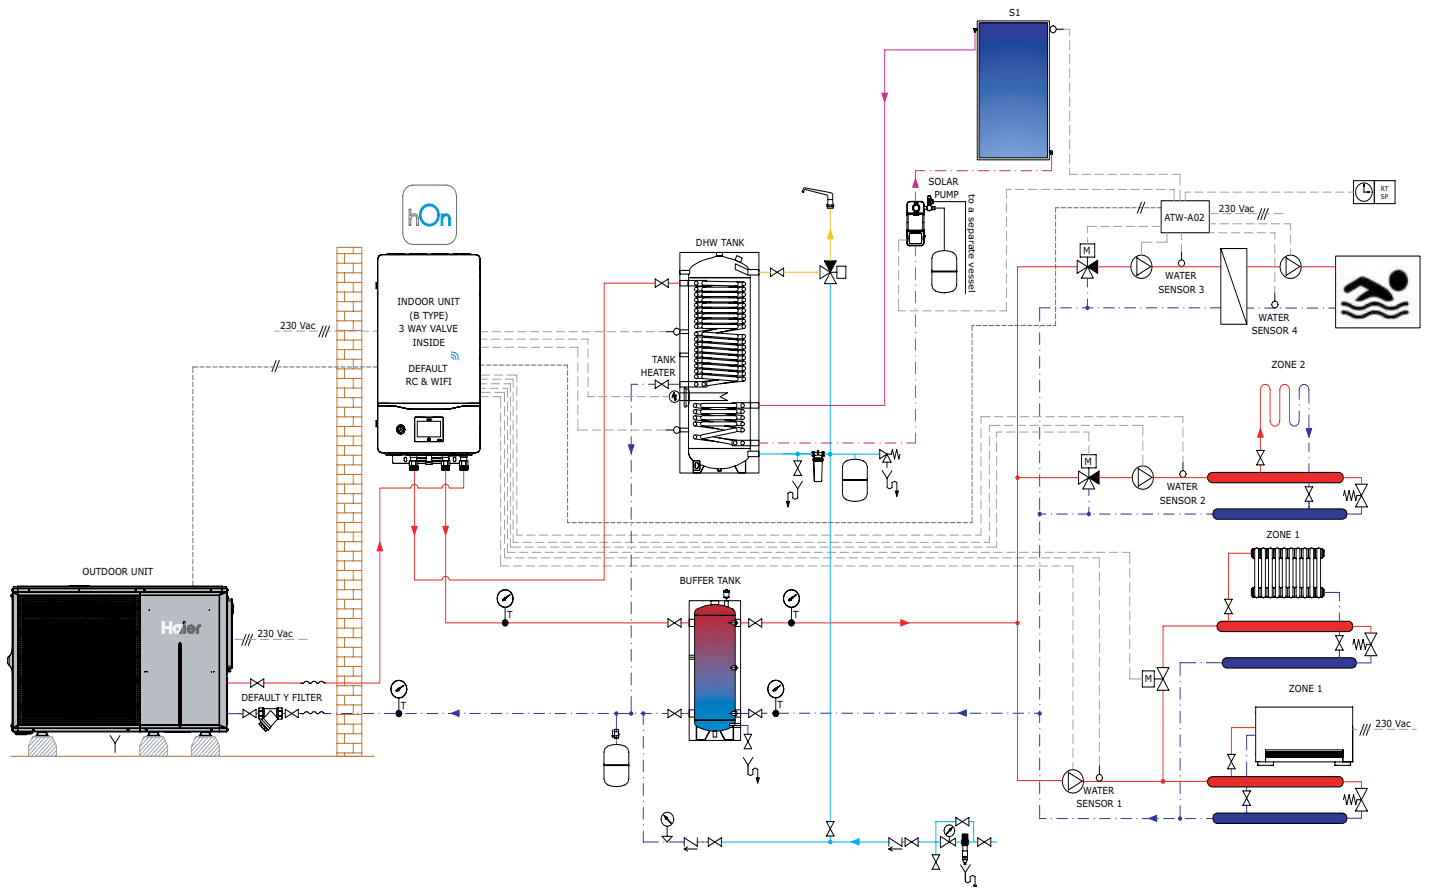 S1
hOn
SOLAR
PUMP
to a separate vessel
RT
SP
230 Vac
ATW-A02
DHW TANK
M
WATER
SENSOR 3
WATER
SENSOR 4
INDOOR UNIT
(B TYPE)
3 WAY VALVE
INSIDE
DEFAULT
RC & WIFI
230 Vac
TANK
HEATER
ZONE 2
M
WATER
SENSOR 2
ZONE 1
OUTDOOR UNIT
Haier
230 Vac
BUFFER TANK
T
T
DEFAULT Y FILTER
T
T
M
ZONE 1
230 Vac
WATER
SENSOR 1